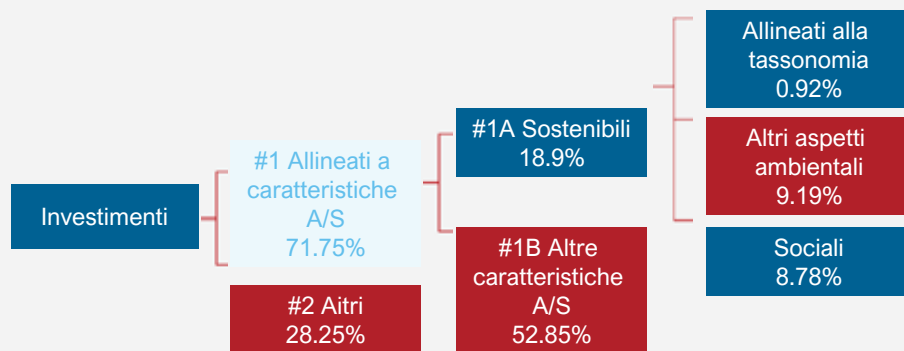 Investimenti
#1 Allineati a
caratteristiche
A/S
71.75%
#2 Aitri
28.25%
#1A Sostenibili
18.9%
#1B Altre
caratteristiche
A/S
52.85%
Allineati alla
tassonomia
0.92%
Altri aspetti
ambientali
9.19%
Sociali
8.78%